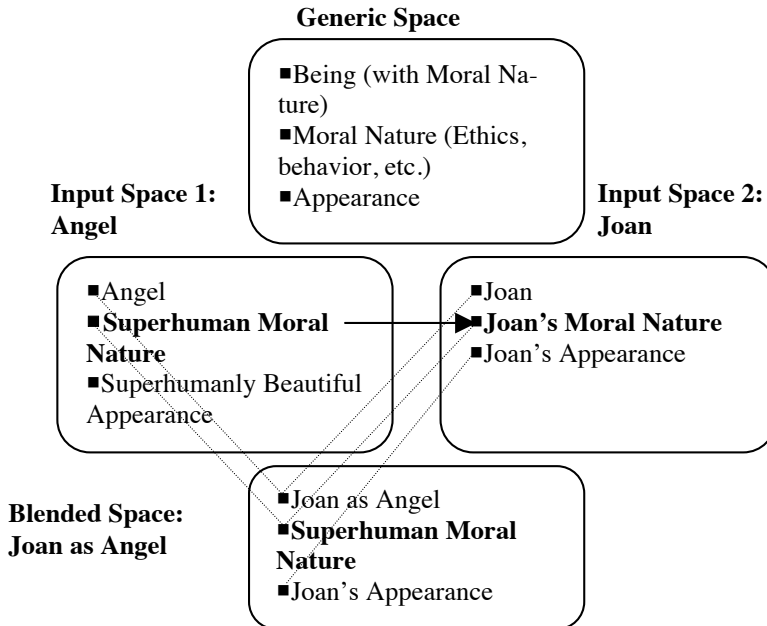 Generic Space
■Being (with Moral Na-
ture)
■Moral Nature (Ethics,
behavior, etc.)
■Appearance
Input Space 1:
Angel
Input Space 2:
Joan
■Angel
■Superhuman Moral
Nature
■Superhumanly Beautiful
Appearance
■Joan
■Joan's Moral Nature
■Joan's Appearance
Blended Space:
Joan as Angel
■Joan as Angel
■Superhuman Moral
Nature
■Joan's Appearance